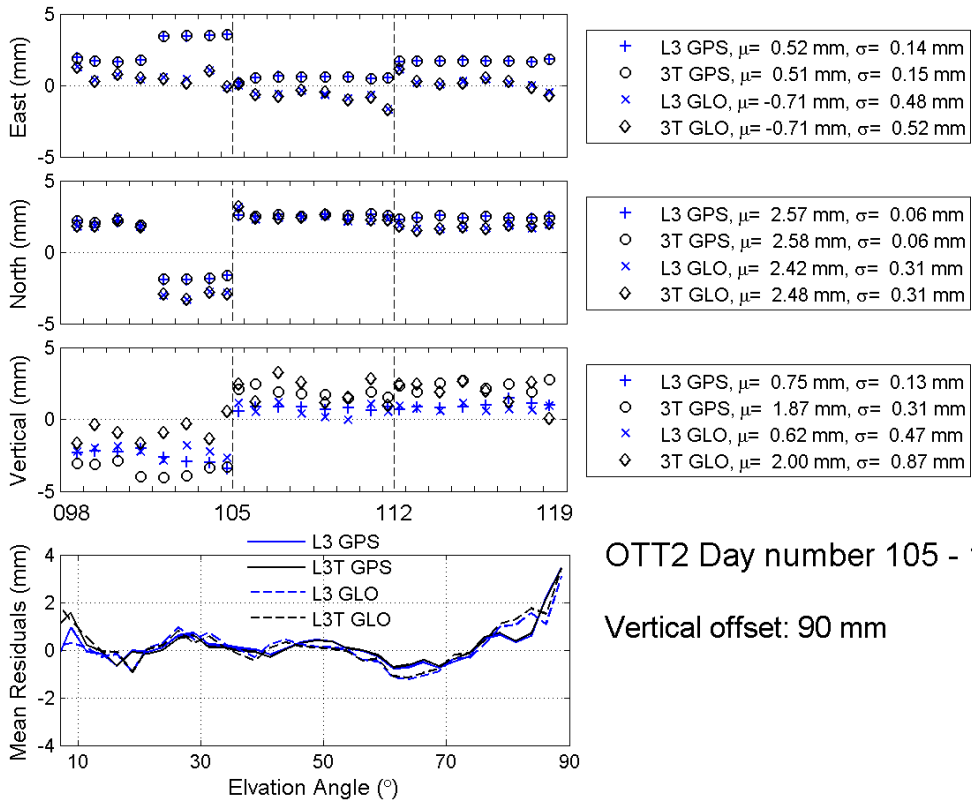 5
0
-5
East (mm)
+ L3 GPS, μ= 0.52 mm, σ= 0.14 mm
○ 3T GPS, μ= 0.51 mm, σ= 0.15 mm
× L3 GLO, μ= -0.71 mm, σ= 0.48 mm
◇ 3T GLO, μ= -0.71 mm, σ= 0.52 mm
5
0
-5
North (mm)
+ L3 GPS, μ= 2.57 mm, σ= 0.06 mm
○ 3T GPS, μ= 2.58 mm, σ= 0.06 mm
× L3 GLO, μ= 2.42 mm, σ= 0.31 mm
◇ 3T GLO, μ= 2.48 mm, σ= 0.31 mm
5
0
-5
Vertical (mm)
+ L3 GPS, μ= 0.75 mm, σ= 0.13 mm
○ 3T GPS, μ= 1.87 mm, σ= 0.31 mm
× L3 GLO, μ= 0.62 mm, σ= 0.47 mm
◇ 3T GLO, μ= 2.00 mm, σ= 0.87 mm
098 105 112 119
4
2
0
-2
-4
Mean Residuals (mm)
L3 GPS
L3T GPS
L3 GLO
L3T GLO
10 30 50 70 90
Elvation Angle (°)
OTT2 Day number 105 -
Vertical offset: 90 mm